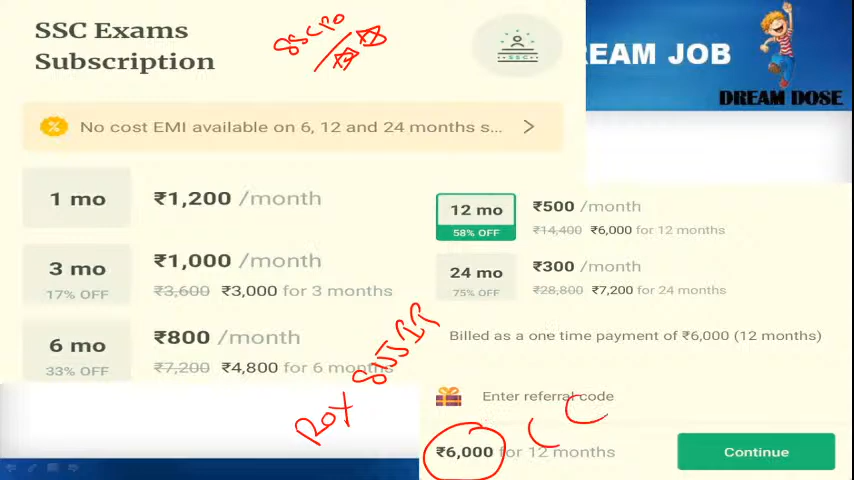 SSC Exams
Subscription
SSC PO
SSC
DREAM JOB
DREAM DOSE
No cost EMI available on 6, 12 and 24 months s...
1 mo
₹1,200 /month
3 mo
17% OFF
₹1,000 /month
₹3,600 ₹3,000 for 3 months
6 mo
33% OFF
₹800 /month
₹7,200 ₹4,800 for 6 months
12 mo
58% OFF
₹500 /month
₹14,400 ₹6,000 for 12 months
24 mo
75% OFF
₹300 /month
₹28,800 ₹7,200 for 24 months
Billed as a one time payment of ₹6,000 (12 months)
Enter referral code
₹6,000 for 12 months
Continue